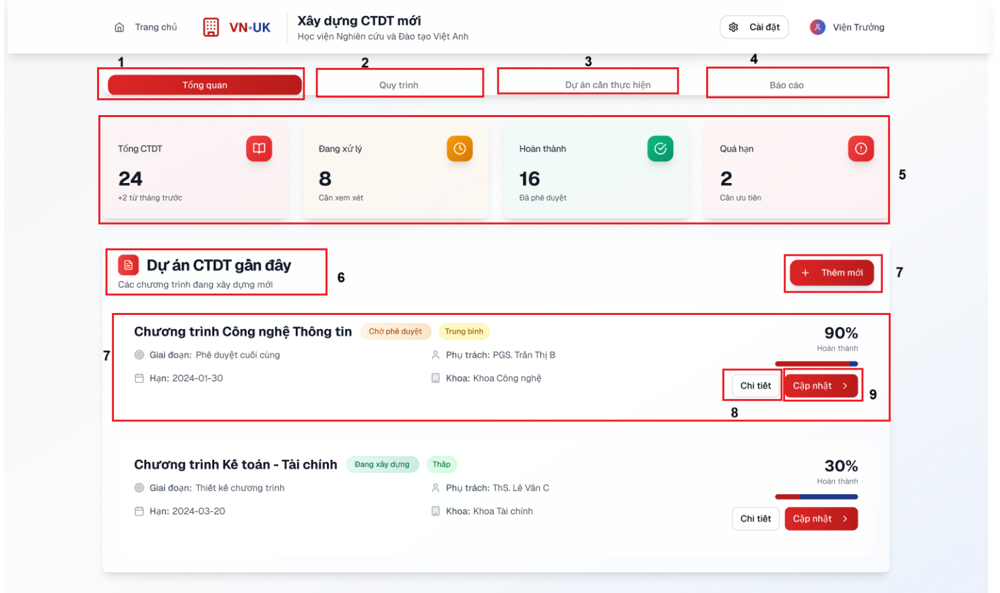 Trang chủ
VN-UK
Xây dựng CTDT mới
Học viện Nghiên cứu và Đào tạo Việt Anh
Cài đặt
Viện Trưởng
1
2
3
4
Tổng quan
Quy trình
Dự án cần thực hiện
Báo cáo
Tổng CTDT
24
+2 từ tháng trước
Đang xử lý
8
Cần xem xét
Hoàn thành
16
Đã phê duyệt
Quá hạn
2
Cần ưu tiên
5
Dự án CTDT gần đây
Các chương trình đang xây dựng mới
6
+ Thêm mới
7
7
Chương trình Công nghệ Thông tin
Chờ phê duyệt
Trung bình
90%
Hoàn thành
Giai đoạn: Phê duyệt cuối cùng
Phụ trách: PGS. Trần Thị B
Hạn: 2024-01-30
Khoa: Khoa Công nghệ
Chi tiết
Cập nhật >
8
9
Chương trình Kế toán - Tài chính
Đang xây dựng
Thấp
30%
Hoàn thành
Giai đoạn: Thiết kế chương trình
Phụ trách: ThS. Lê Văn C
Hạn: 2024-03-20
Khoa: Khoa Tài chính
Chi tiết
Cập nhật >